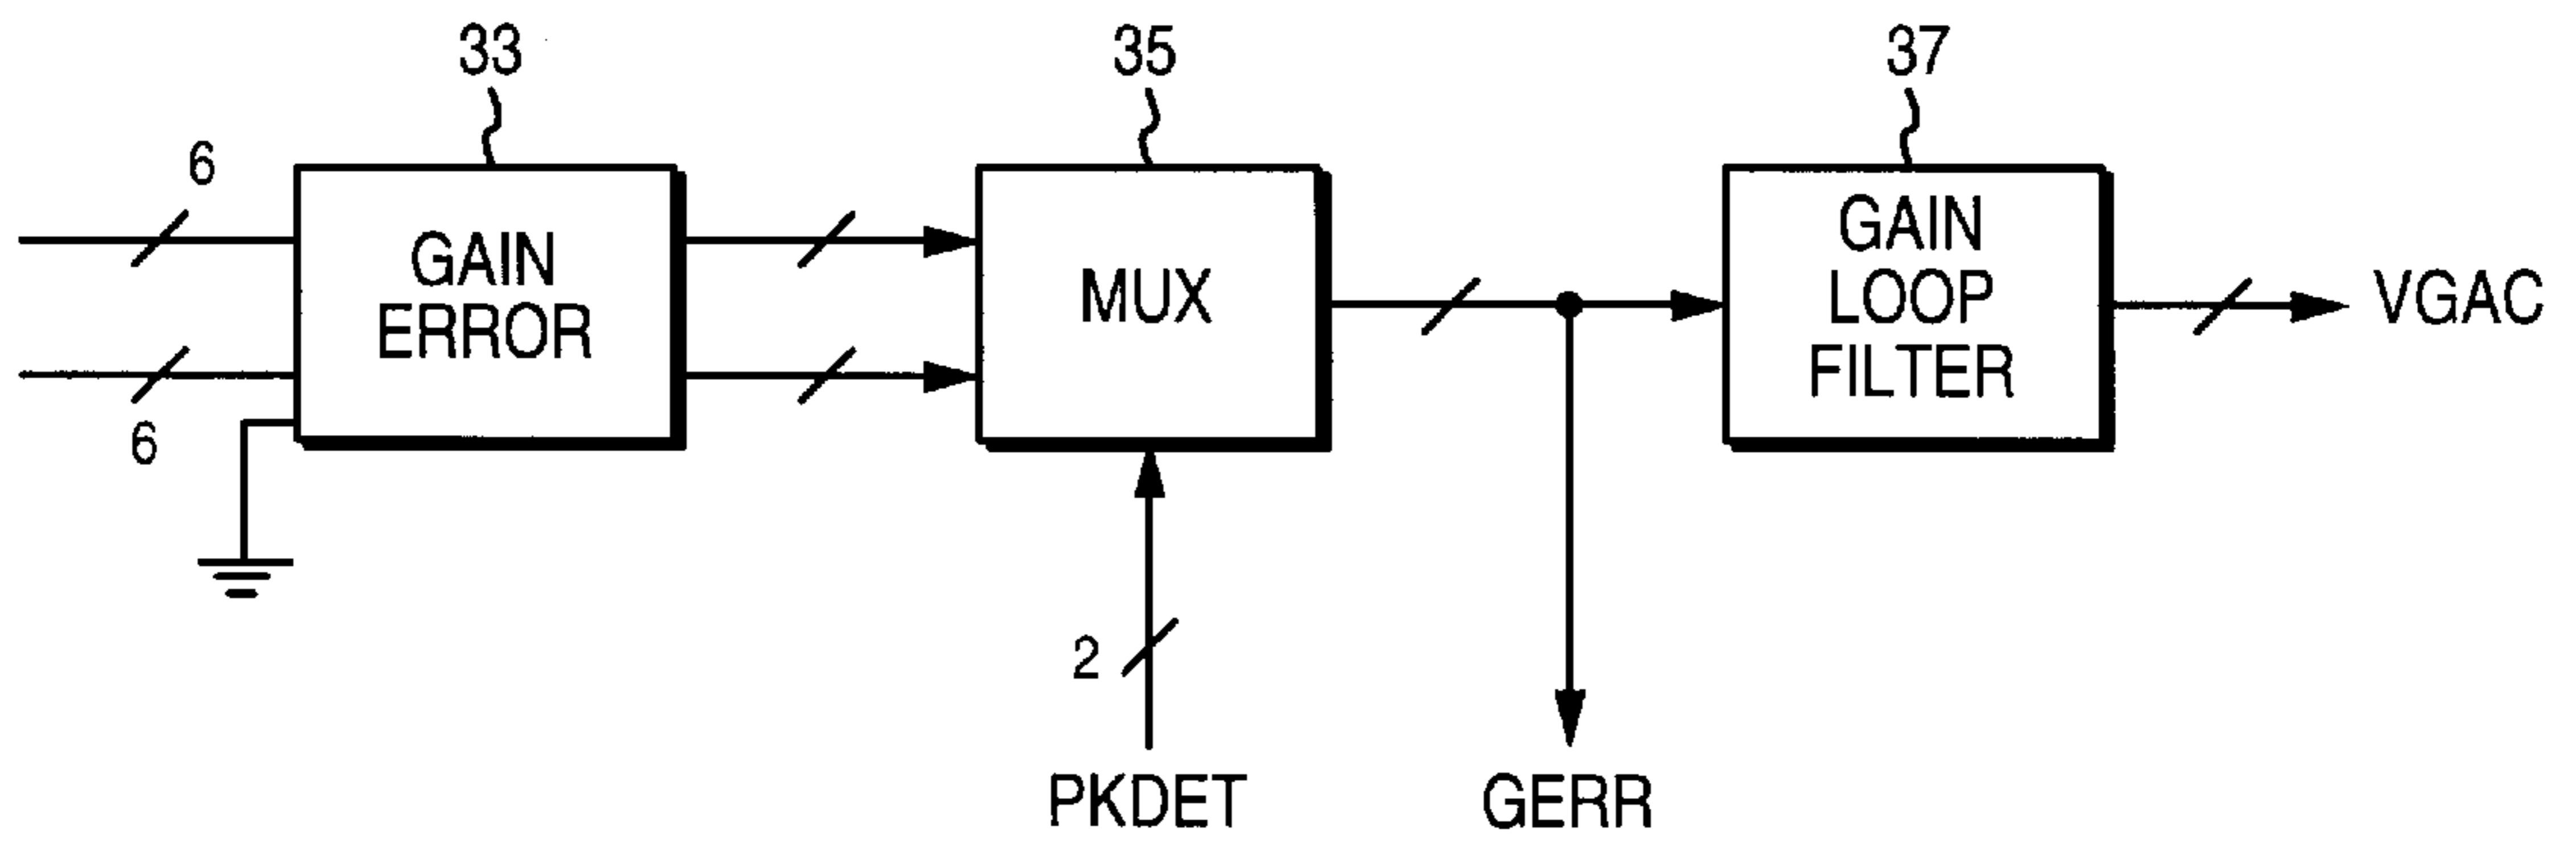 33
35
37
6
GAIN
ERROR
6
MUX
GAIN
LOOP
FILTER
VGAC
2
PKDET
GERR